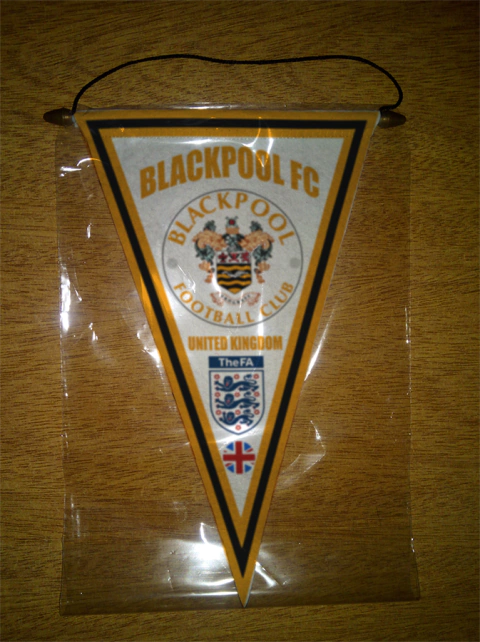 BLACKPOOL FC
BLACKPOOL
FOOTBALL CLUB
UNITED KINGDOM
The FA